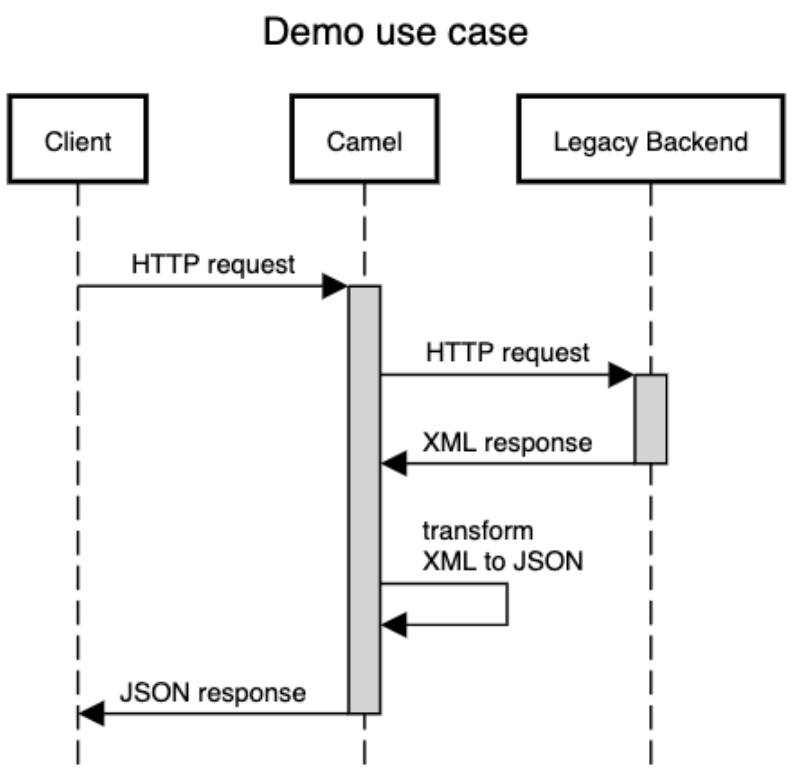 Demo use case
Client
Camel
Legacy Backend
HTTP request
HTTP request
XML response
transform
XML to JSON
JSON response